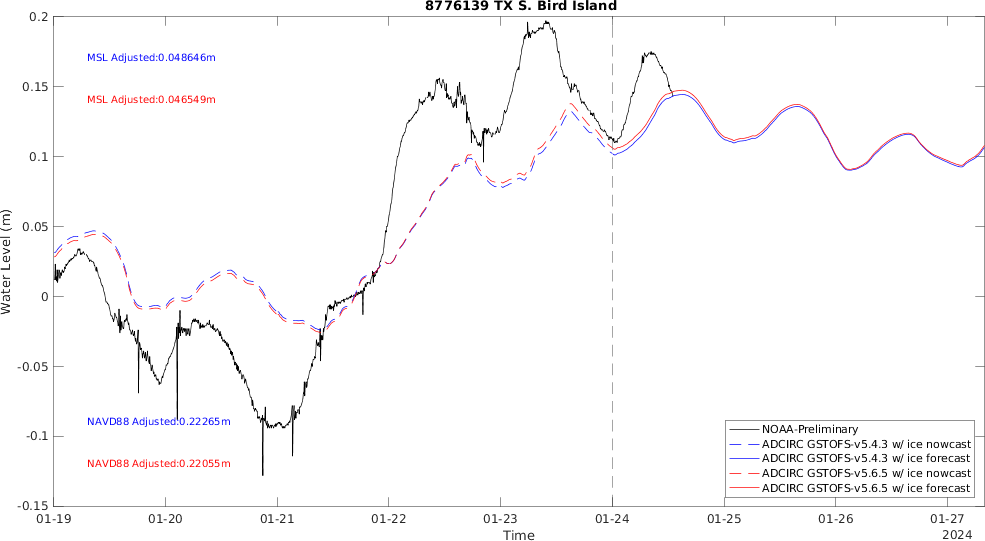 8776139 TX S. Bird Island
0.2
MSL Adjusted:0.048646m
0.15
MSL Adjusted:0.046549m
0.1
0.05
Water Level (m)
0
-0.05
-0.1
NAVD88 Adjusted:0.22265m
NAVD88 Adjusted:0.22055m
-0.15
NOAA-Preliminary
ADCIRC GSTOFS-v5.4.3 w/ ice nowcast
ADCIRC GSTOFS-v5.4.3 w/ ice forecast
ADCIRC GSTOFS-v5.6.5 w/ ice nowcast
ADCIRC GSTOFS-v5.6.5 w/ ice forecast
01-19 01-20 01-21 01-22 01-23 01-24 01-25 01-26 01-27
Time
2024